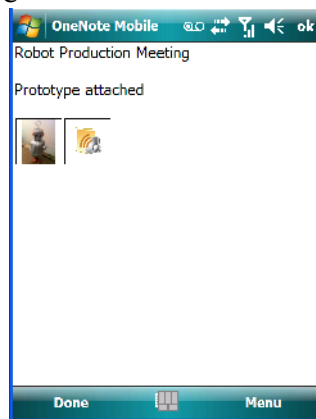 OneNote Mobile ok
Robot Production Meeting
Prototype attached
Done Menu